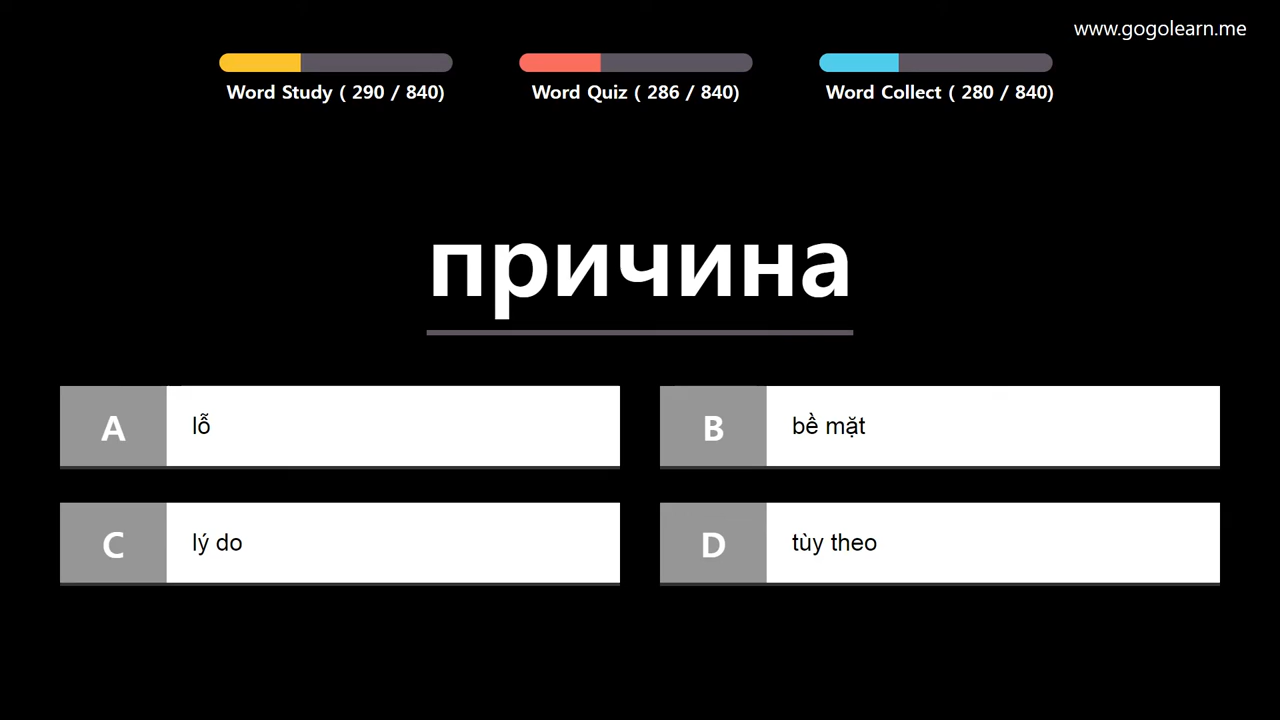 www.gogolearn.me
Word Study ( 290 / 840)
Word Quiz ( 286 / 840)
Word Collect ( 280 / 840)
причина
A
lỗ
B
bề mặt
C
lý do
D
tùy theo